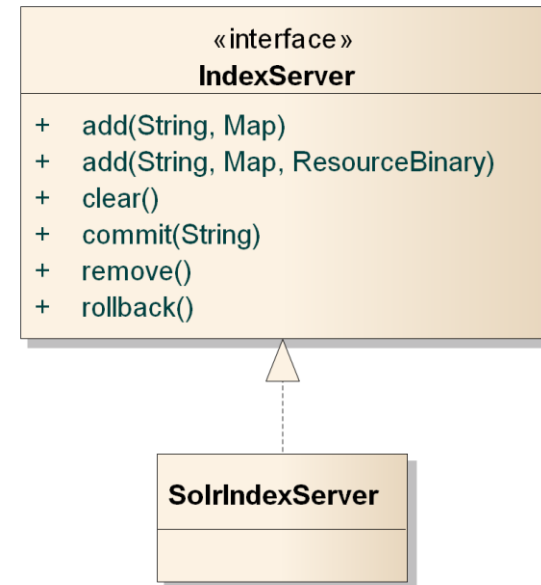 «interface»
IndexServer
+ add(String, Map)
+ add(String, Map, ResourceBinary)
+ clear()
+ commit(String)
+ remove()
+ rollback()
SolrIndexServer